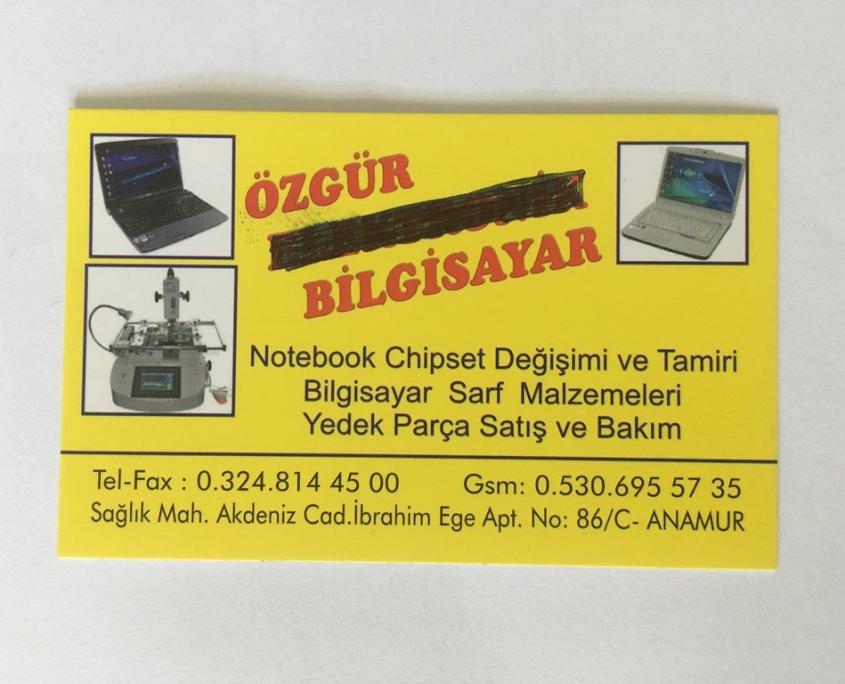 ÖZGÜR
BİLGİSAYAR
Notebook Chipset Değişimi ve Tamiri
Bilgisayar Sarf Malzemeleri
Yedek Parça Satış ve Bakım
Tel-Fax : 0.324.814 45 00 Gsm: 0.530.695 57 35
Sağlık Mah. Akdeniz Cad.İbrahim Ege Apt. No: 86/C- ANAMUR